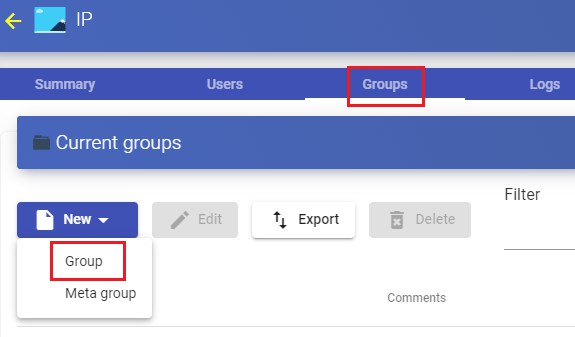 IP
Summary Users Groups Logs
Current groups
Filter
New Edit Export Delete
Group
Meta group
Comments